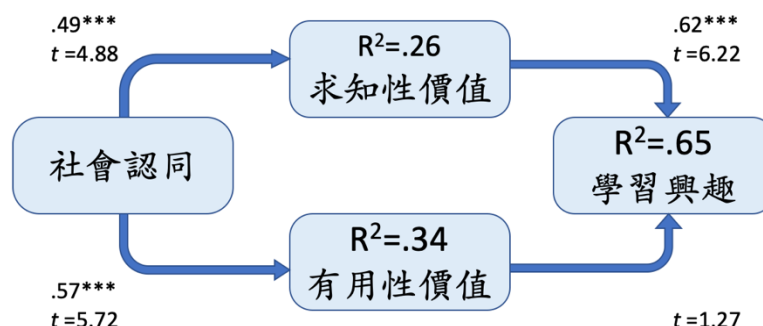 .49***
t =4.88
R²=.26
求知性價值
.62***
t =6.22
社會認同
R²=.65
學習興趣
.57***
t =5.72
R²=.34
有用性價值
t =1.27